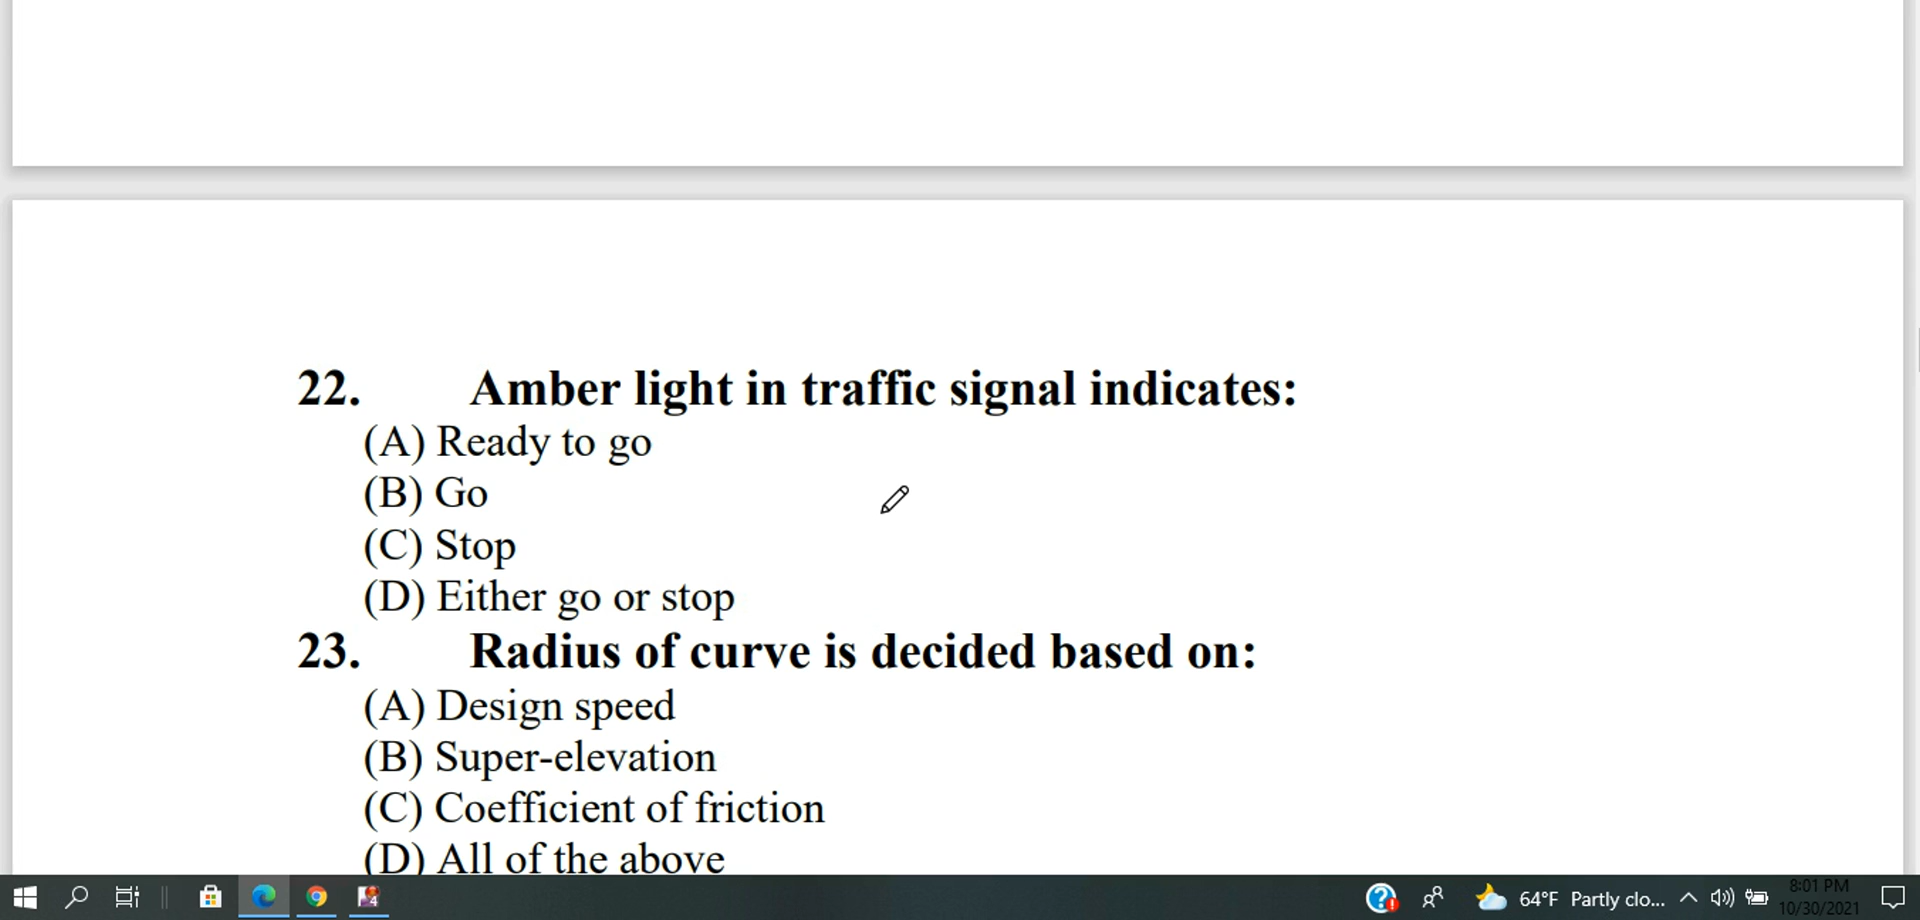 22. Amber light in traffic signal indicates:
(A) Ready to go
(B) Go
(C) Stop
(D) Either go or stop
23. Radius of curve is decided based on:
(A) Design speed
(B) Super-elevation
(C) Coefficient of friction
(D) All of the above
4
64°F Partly clo...
8:01 PM
10/30/2021